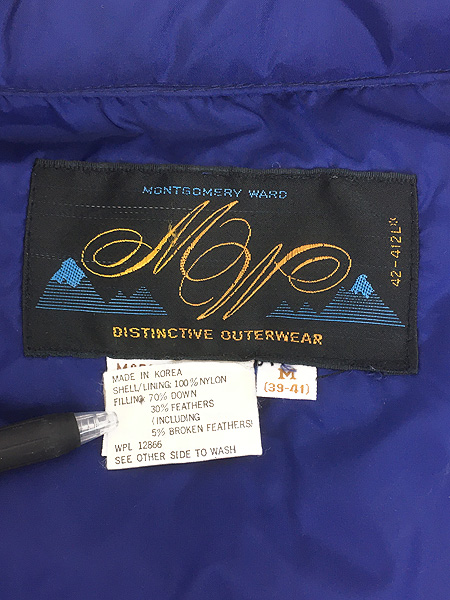 MONTGOMERY WARD
MW
42-412L*
DISTINCTIVE OUTERWEAR
M
(39-41)
MADE IN KOREA
SHELL/LINING: 100% NYLON
FILLING: 70% DOWN
30% FEATHERS
(INCLUDING
5% BROKEN FEATHERS)
WPL 12866
SEE OTHER SIDE TO WASH